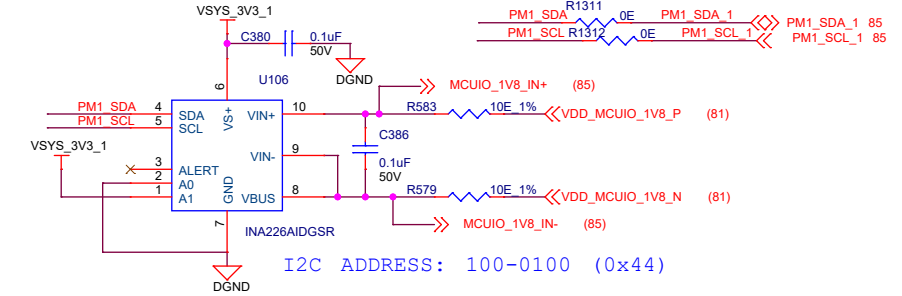 VSYS_3V3_1
C380
0.1uF
50V
DGND
R1311
PM1_SDA
0E
PM1_SDA_1
PM1_SDA_1 85
PM1_SCL
R1312
0E
PM1_SCL_1
PM1_SCL_1 85
U106
6
MCUIO_1V8_IN+ (85)
PM1_SDA
4
SDA
VS+
VIN+
10
R583
10E_1%
VDD_MCUIO_1V8_P (81)
PM1_SCL
5
SCL
C386
VSYS_3V3_1
VIN-
9
0.1uF
50V
3
ALERT
2
A0
GND
1
A1
VBUS
8
R579
10E_1%
VDD_MCUIO_1V8_N (81)
7
INA226AIDGSR
MCUIO_1V8_IN- (85)
I2C ADDRESS: 100-0100 (0x44)
DGND